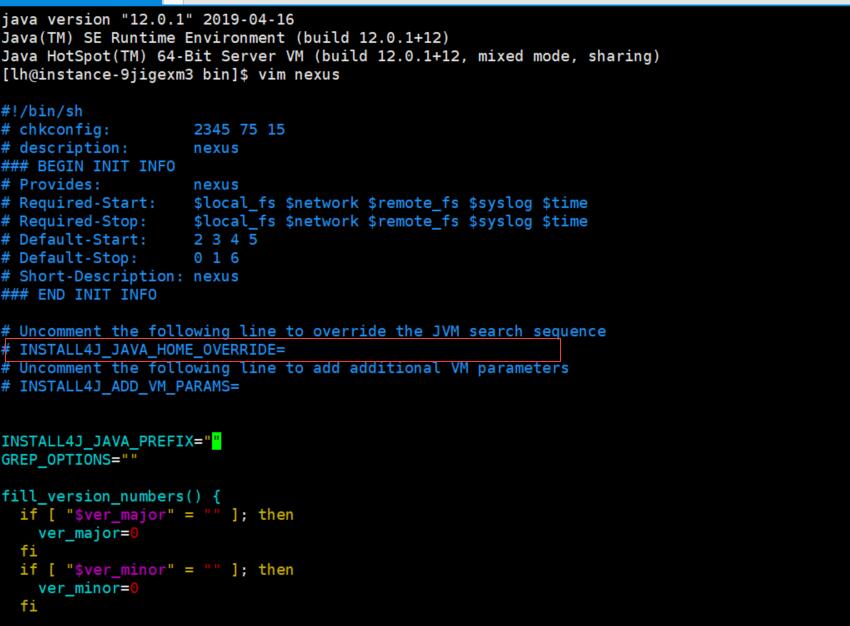 java version "12.0.1" 2019-04-16
Java(TM) SE Runtime Environment (build 12.0.1+12)
Java HotSpot(TM) 64-Bit Server VM (build 12.0.1+12, mixed mode, sharing)
[lh@instance-9jigexm3 bin]$ vim nexus
#!/bin/sh
# chkconfig:         2345 75 15
# description:       nexus
### BEGIN INIT INFO
# Provides:          nexus
# Required-Start:    $local_fs $network $remote_fs $syslog $time
# Required-Stop:     $local_fs $network $remote_fs $syslog $time
# Default-Start:     2 3 4 5
# Default-Stop:      0 1 6
# Short-Description: nexus
### END INIT INFO
# Uncomment the following line to override the JVM search sequence
# INSTALL4J_JAVA_HOME_OVERRIDE=
# Uncomment the following line to add additional VM parameters
# INSTALL4J_ADD_VM_PARAMS=
INSTALL4J_JAVA_PREFIX=""
GREP_OPTIONS=""
fill_version_numbers() {
  if [ "$ver_major" = "" ]; then
    ver_major=0
  fi
  if [ "$ver_minor" = "" ]; then
    ver_minor=0
  fi